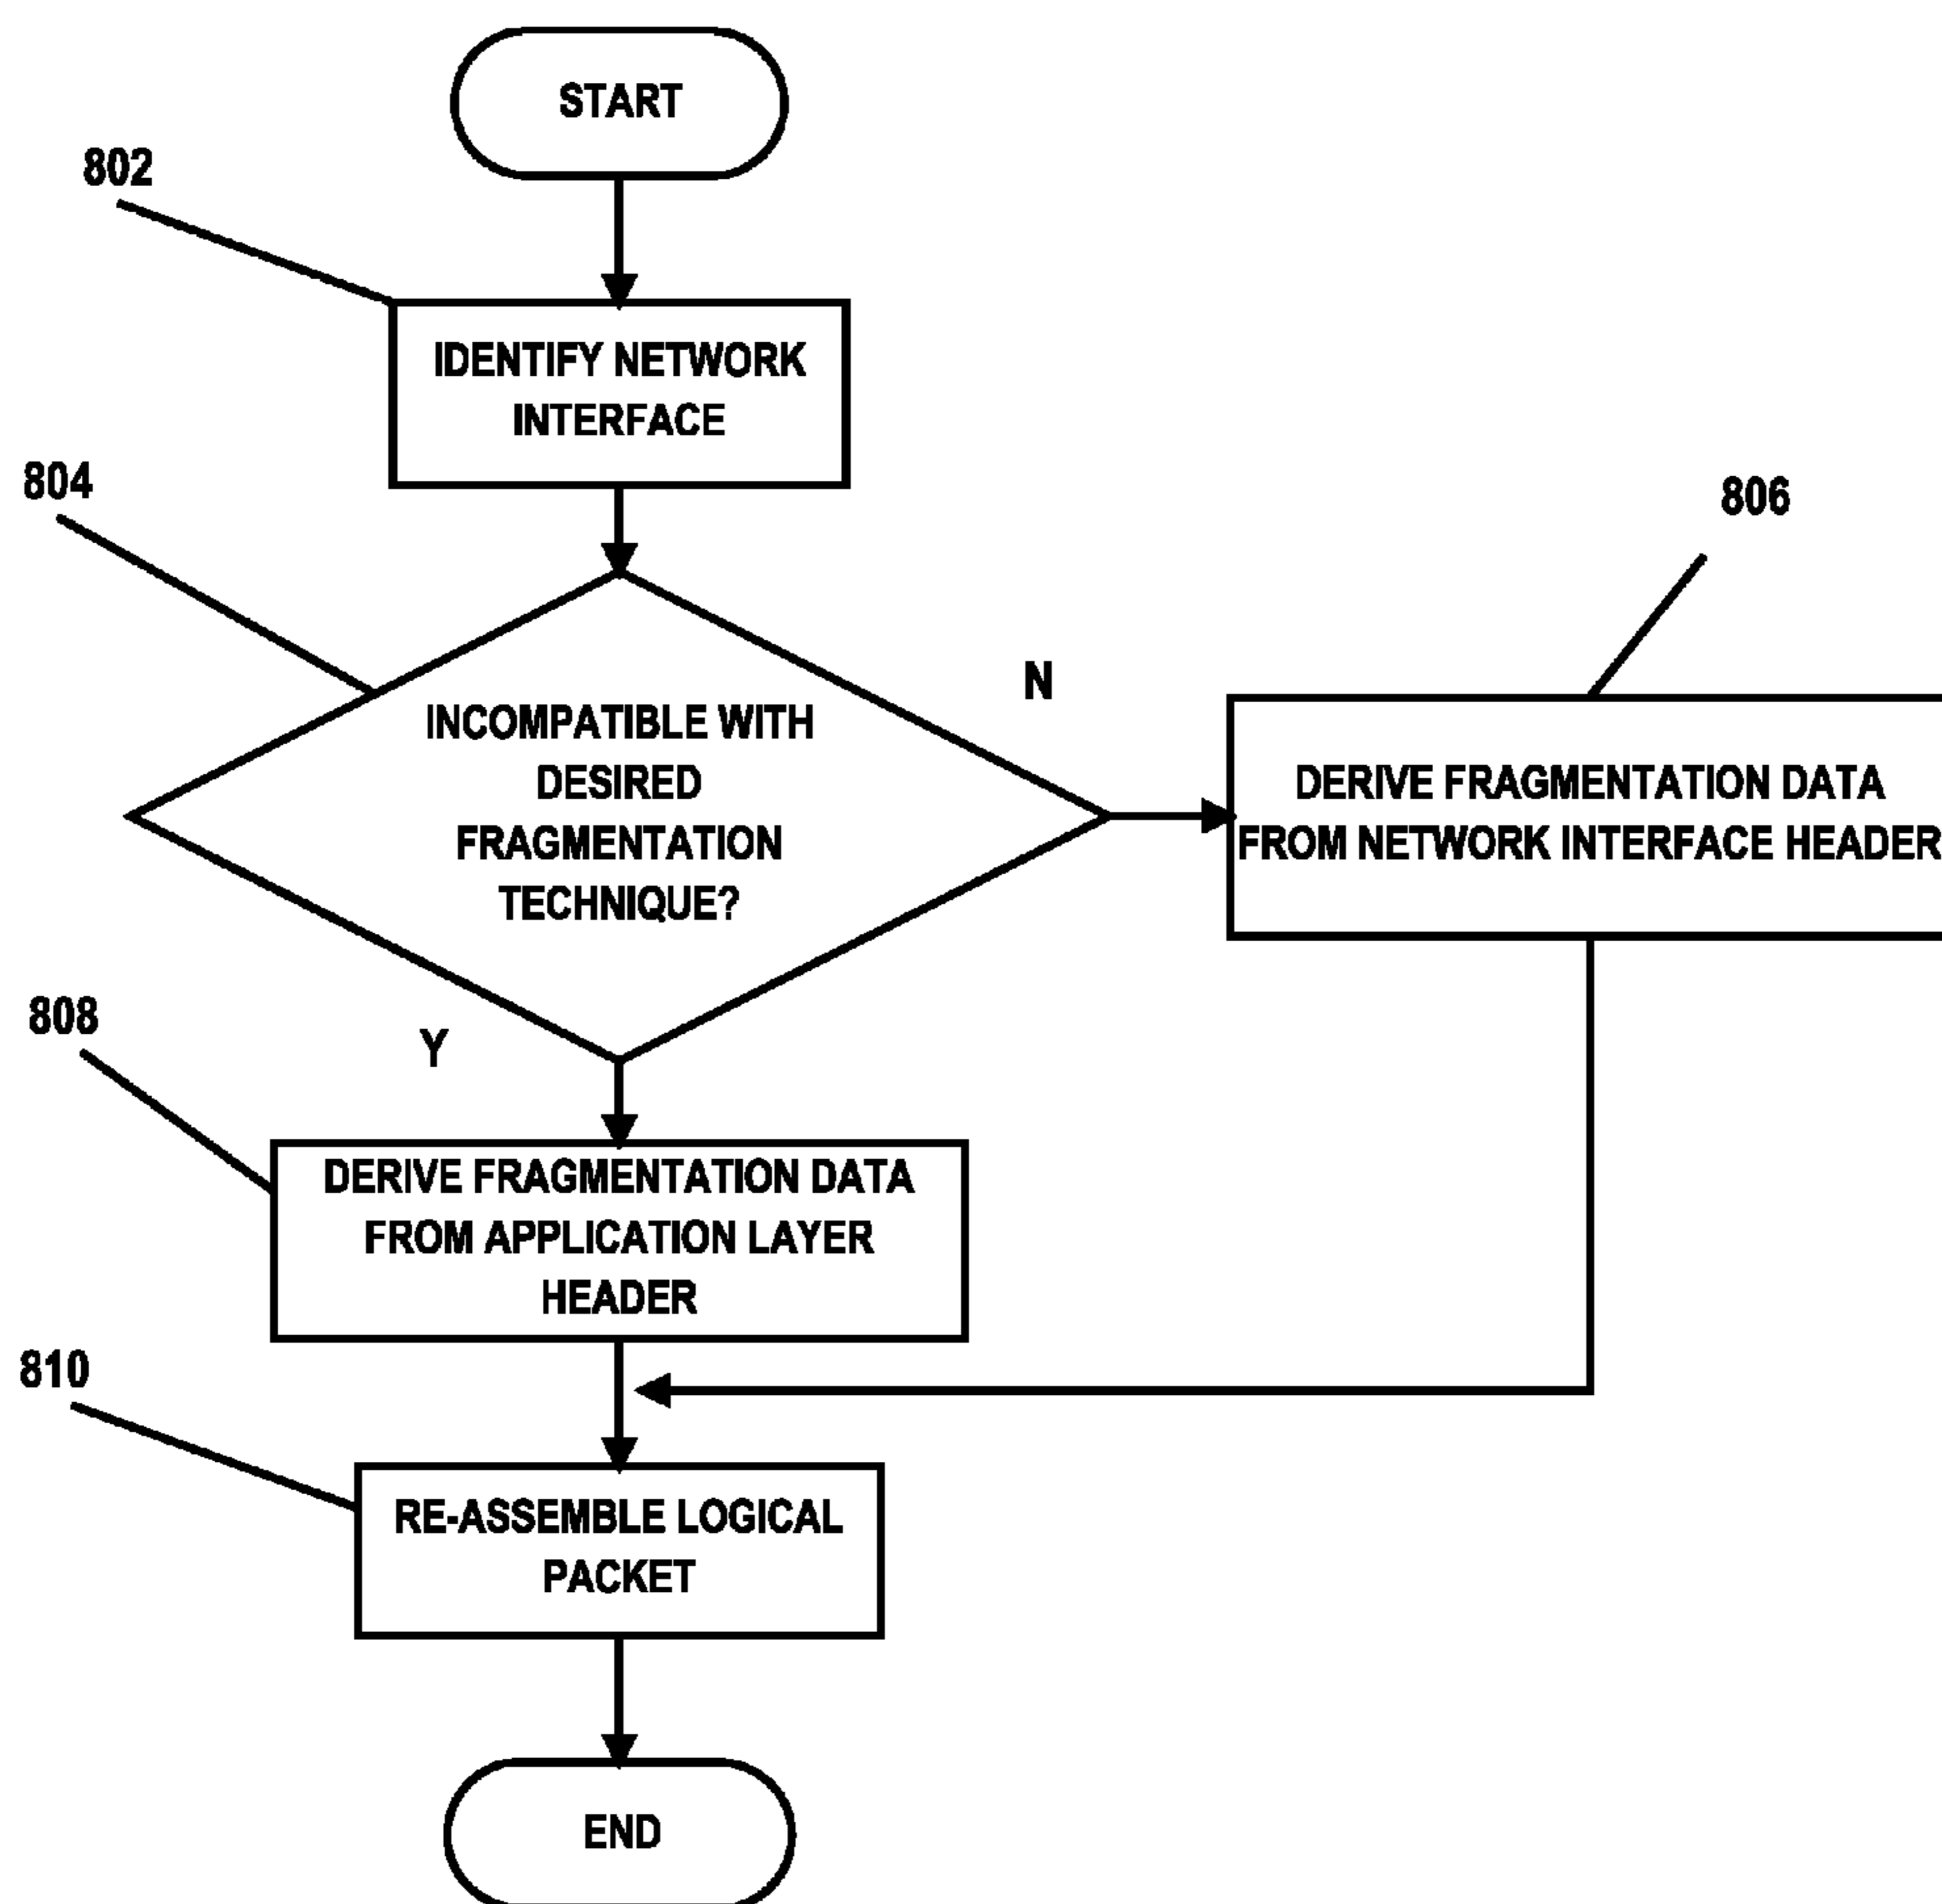 START
802
IDENTIFY NETWORK
INTERFACE
804
806
N
INCOMPATIBLE WITH
DESIRED
FRAGMENTATION
TECHNIQUE?
DERIVE FRAGMENTATION DATA
FROM NETWORK INTERFACE HEADER
808
Y
DERIVE FRAGMENTATION DATA
FROM APPLICATION LAYER
HEADER
810
RE-ASSEMBLE LOGICAL
PACKET
END